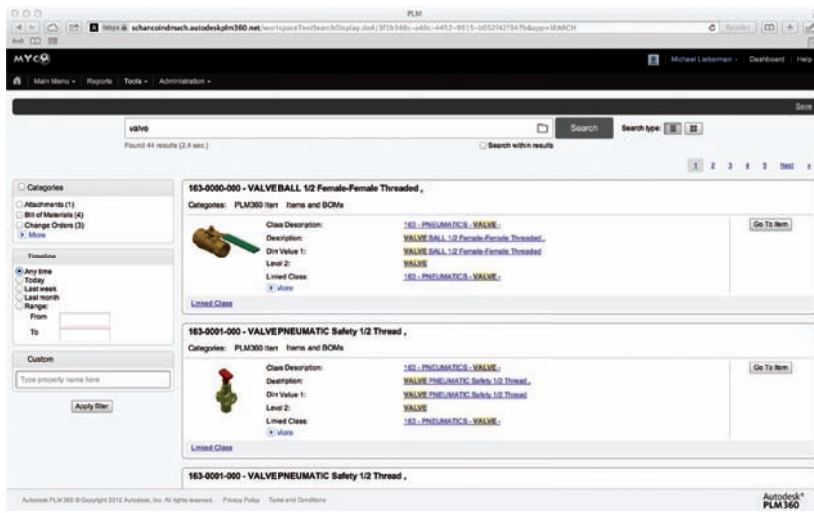 PLM
https schancoindmach.autodeskplm360.net/
Reader
MYCO
Michael Lieberman Dashboard Help
Main Menu Reports Tools Administration
Save
valve
Search
Search type:
Found 44 results (2.4 sec.)
Search within results
1 2 3 4 5 Next »
Categories
Attachments (1)
Bill of Materials (4)
Change Orders (3)
More
Timeline
Any time
Today
Last week
Last month
Range:
From
To
Custom
Type property name here
Apply filter
163-0000-000 - VALVEBALL 1/2 Female-Female Threaded ,
Categories: PLM360 Item Items and BOMs
Class Description: 163 - PNEUMATICS - VALVE -
Go To Item
Description: VALVE BALL 1/2 Female-Female Threaded ,
Dim Value 1: VALVE BALL 1/2 Female-Female Threaded
Level 2: VALVE
Linked Class: 163 - PNEUMATICS - VALVE -
More
Linked Class
163-0001-000 - VALVEPNEUMATIC Safety 1/2 Thread ,
Categories: PLM360 Item Items and BOMs
Class Description: 163 - PNEUMATICS - VALVE -
Go To Item
Description: VALVE PNEUMATIC Safety 1/2 Thread ,
Dim Value 1: VALVE PNEUMATIC Safety 1/2 Thread
Level 2: VALVE
Linked Class: 163 - PNEUMATICS - VALVE -
More
Linked Class
163-0001-000 - VALVEPNEUMATIC Safety 1/2 Thread ,
Autodesk PLM 360 © Copyright 2012 Autodesk, Inc. All rights reserved. Privacy Policy Terms and Conditions
Autodesk®
PLM360